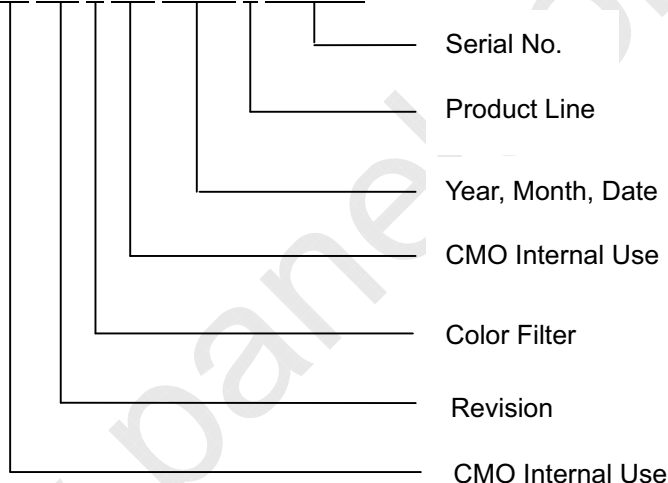 Serial No.
Product Line
Year, Month, Date
CMO Internal Use
Color Filter
Revision
CMO Internal Use